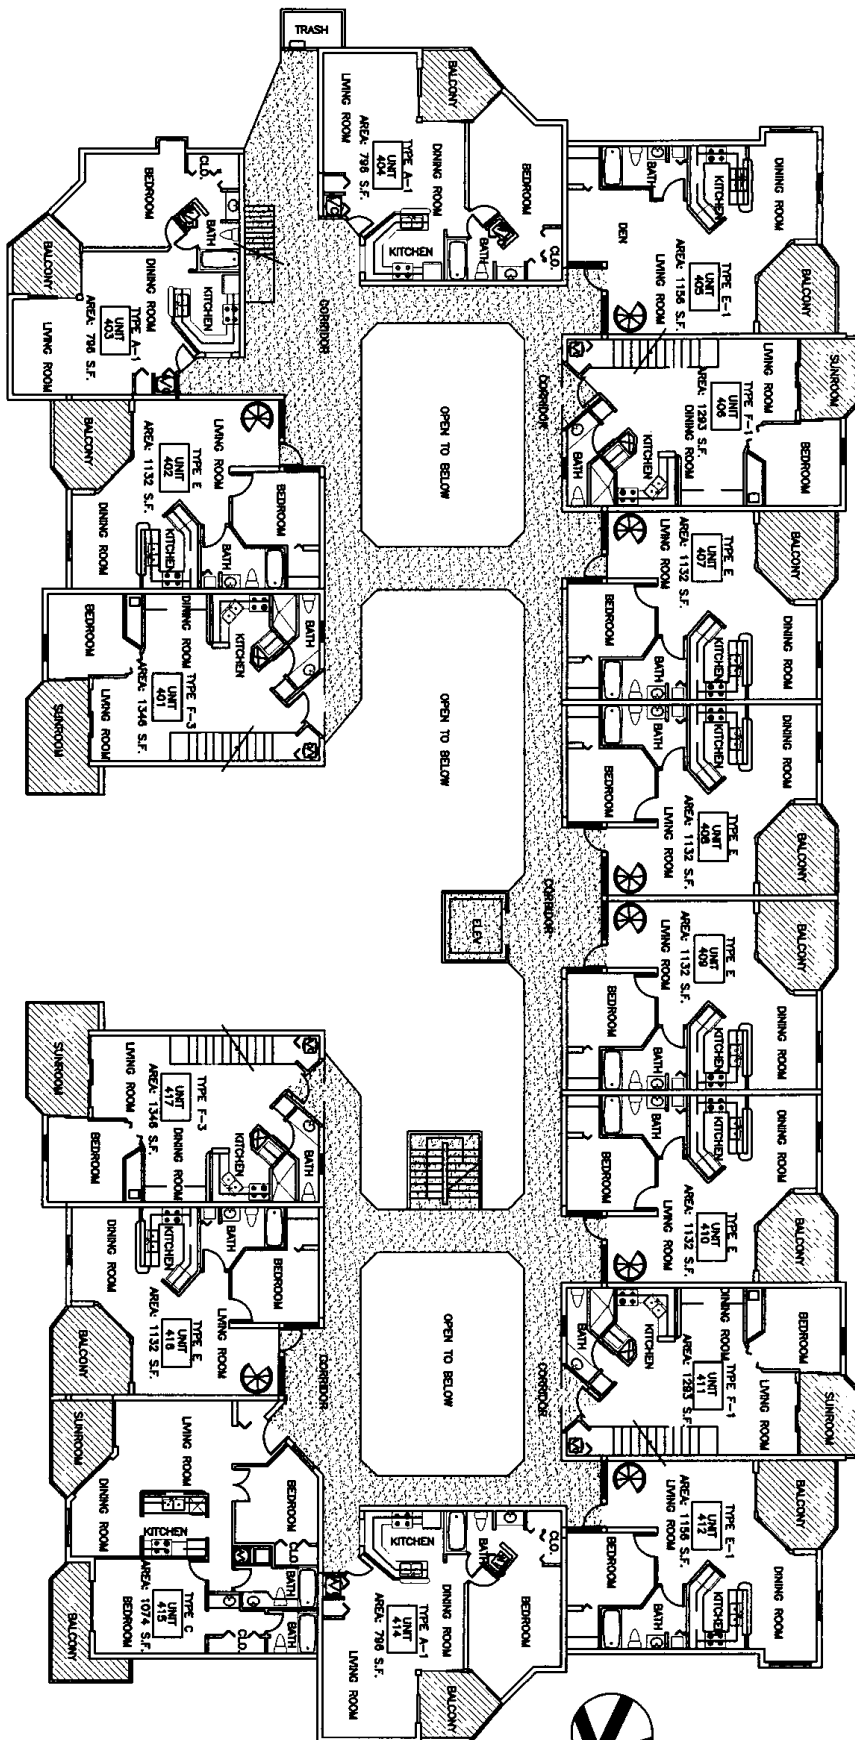 TRASH
LIVING ROOM
AREA: 796 S.F.
UNIT
404
TYPE A-1
DINING ROOM
BALCONY
BEDROOM
KITCHEN
BATH
CLO.
BATH
KITCHEN
DINING ROOM
DEN
LIVING ROOM
AREA: 1156 S.F.
UNIT
405
TYPE E-1
BALCONY
CLO.
BEDROOM
BATH
BALCONY
DINING ROOM
KITCHEN
LIVING ROOM
AREA: 796 S.F.
UNIT
403
TYPE A-1
CORRIDOR
CORRIDOR
OPEN TO BELOW
LIVING ROOM
SUNROOM
TYPE F-1
UNIT
406
AREA: 1293 S.F.
DINING ROOM
KITCHEN
BATH
BEDROOM
BALCONY
LIVING ROOM
TYPE E
UNIT
402
AREA: 1132 S.F.
BEDROOM
DINING ROOM
KITCHEN
BATH
TYPE E
UNIT
407
AREA: 1132 S.F.
LIVING ROOM
BALCONY
BEDROOM
BATH
KITCHEN
DINING ROOM
BEDROOM
DINING ROOM
KITCHEN
BATH
TYPE F-3
UNIT
401
AREA: 1346 S.F.
LIVING ROOM
SUNROOM
OPEN TO BELOW
BATH
KITCHEN
DINING ROOM
BEDROOM
TYPE E
UNIT
408
AREA: 1132 S.F.
LIVING ROOM
BALCONY
ELEV
CORRIDOR
TYPE E
UNIT
409
AREA: 1132 S.F.
LIVING ROOM
BALCONY
BEDROOM
BATH
KITCHEN
DINING ROOM
SUNROOM
LIVING ROOM
TYPE F-3
UNIT
417
AREA: 1346 S.F.
DINING ROOM
KITCHEN
BATH
BEDROOM
BATH
KITCHEN
DINING ROOM
BEDROOM
TYPE E
UNIT
410
AREA: 1132 S.F.
LIVING ROOM
BALCONY
DINING ROOM
KITCHEN
BATH
BEDROOM
TYPE E
UNIT
416
AREA: 1132 S.F.
LIVING ROOM
BALCONY
OPEN TO BELOW
CORRIDOR
CORRIDOR
BATH
KITCHEN
DINING ROOM
BEDROOM
TYPE F-1
UNIT
411
AREA: 1293 S.F.
LIVING ROOM
SUNROOM
SUNROOM
LIVING ROOM
DINING ROOM
KITCHEN
BEDROOM
CLO.
BATH
TYPE C
UNIT
415
AREA: 1074 S.F.
BEDROOM
CLO.
BATH
BALCONY
KITCHEN
BATH
CLO.
DINING ROOM
BEDROOM
TYPE A-1
UNIT
414
AREA: 796 S.F.
LIVING ROOM
BALCONY
TYPE E-1
UNIT
412
AREA: 1156 S.F.
LIVING ROOM
BALCONY
BEDROOM
BATH
KITCHEN
DINING ROOM